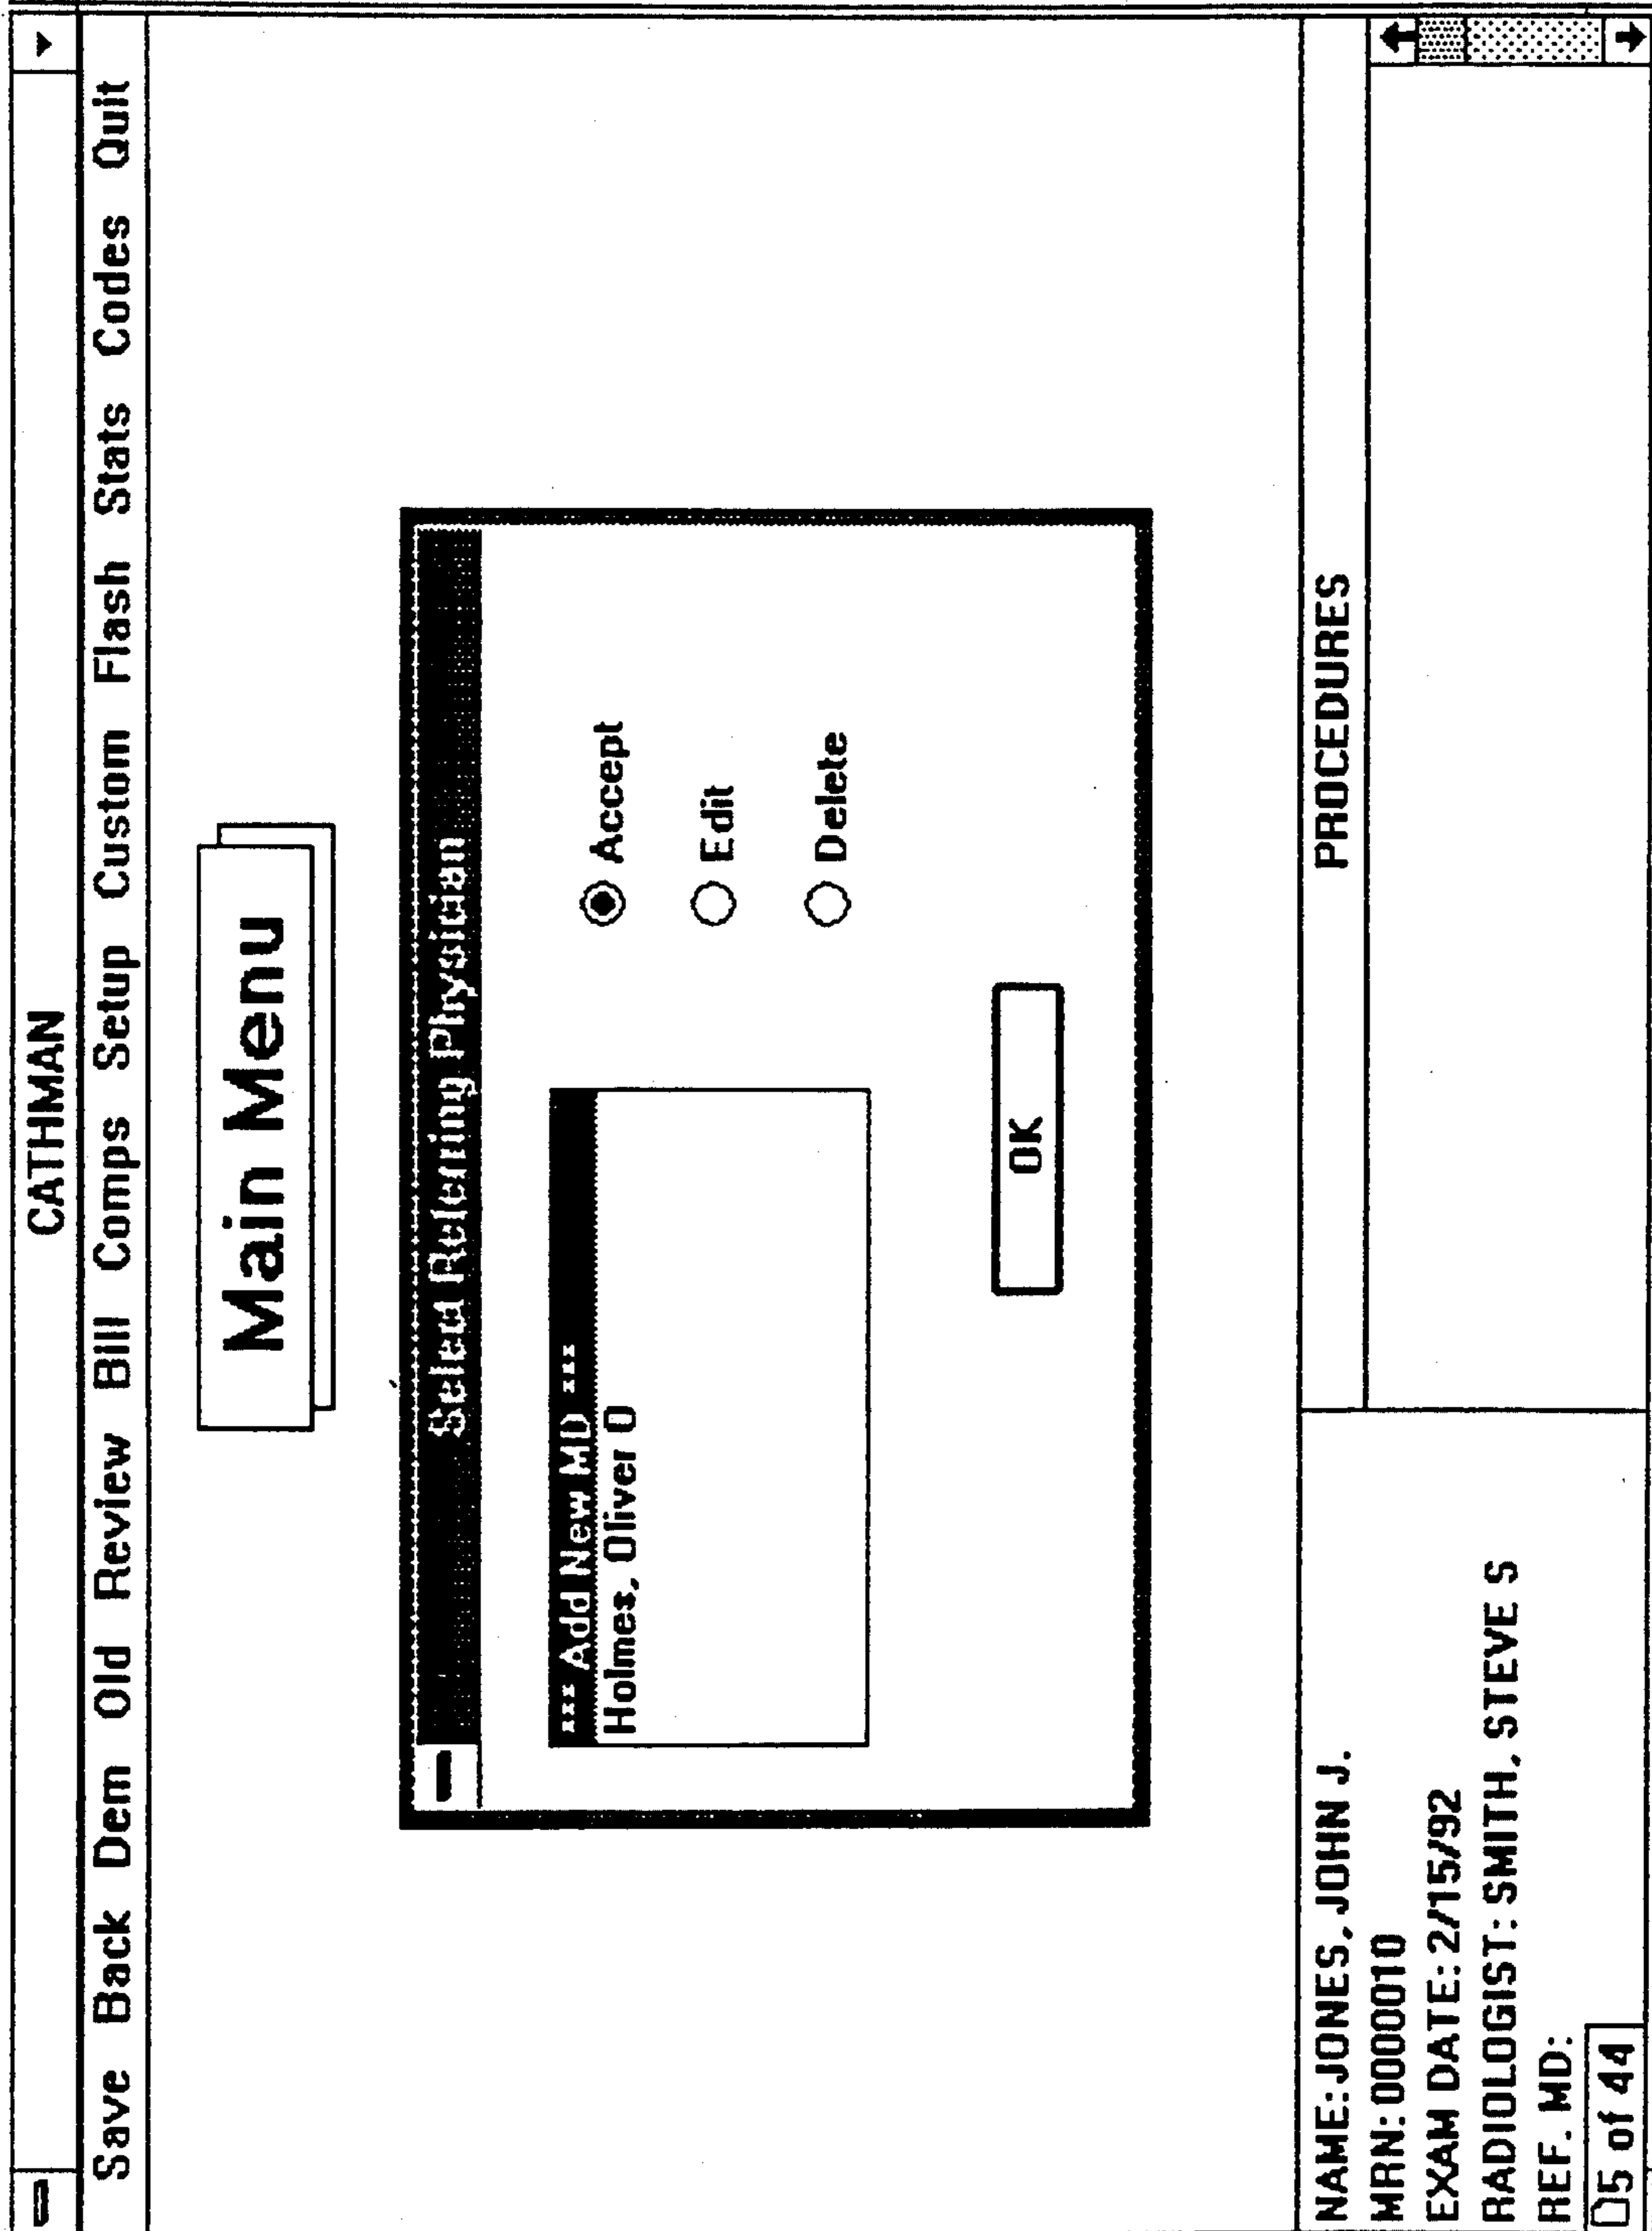 CATHMAN
Save Back Dem Old Review Bill Comps Setup Custom Flash Stats Codes Quit
Main Menu
Select Referring Physician
*** Add New MD ***
Holmes, Oliver O
Accept
Edit
Delete
OK
NAME:JONES, JOHN J.
MRN:000010
EXAM DATE:2/15/92
RADIOLOGIST:SMITH, STEVE S
REF. MD:
5 of 44
PROCEDURES